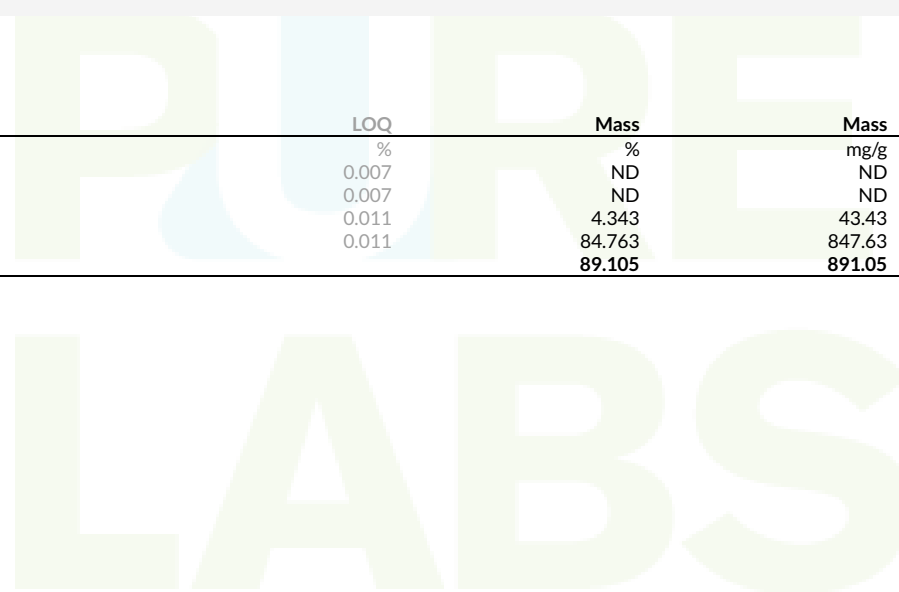 PURE
LOQ Mass Mass
% % mg/g
0.007 ND ND
0.007 ND ND
0.011 4.343 43.43
0.011 84.763 847.63
89.105 891.05
LABS